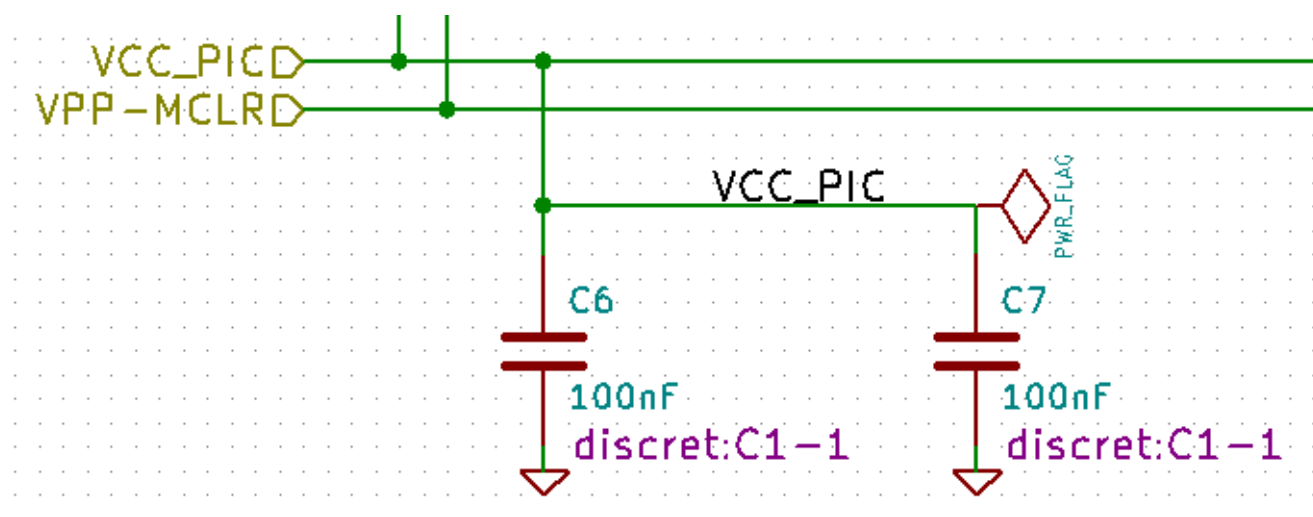 VCC_PIC
VPP-MCLR
VCC_PIC
PWR_FLAG
C6
C7
100nF
100nF
discret:C1-1
discret:C1-1